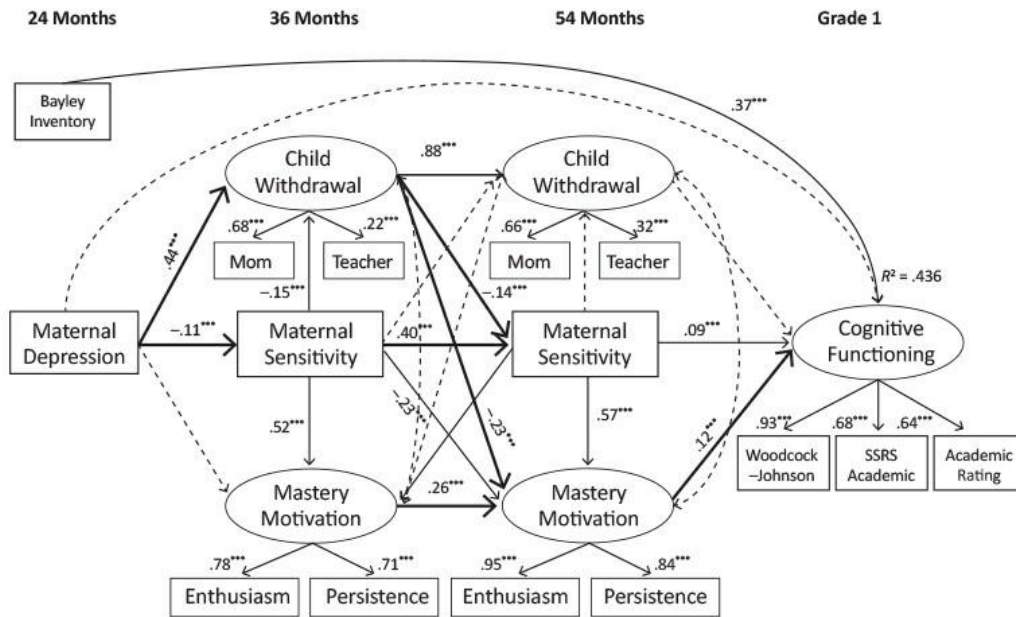 24 Months 36 Months 54 Months Grade 1
Bayley
Inventory
.37***
Child
Withdrawal
.88***
Child
Withdrawal
.68***
.22***
.66***
.32***
Mom
Teacher
Mom
Teacher
R² = .436
.44***
–.15***
–.14***
Maternal
Depression
–.11***
Maternal
Sensitivity
.40***
Maternal
Sensitivity
.09***
Cognitive
Functioning
.52***
–.23***
–.23***
.57***
.12***
.93***
.68***
.64***
Woodcock
–Johnson
SSRS
Academic
Academic
Rating
Mastery
Motivation
.26***
Mastery
Motivation
.78***
.71***
.95***
.84***
Enthusiasm
Persistence
Enthusiasm
Persistence